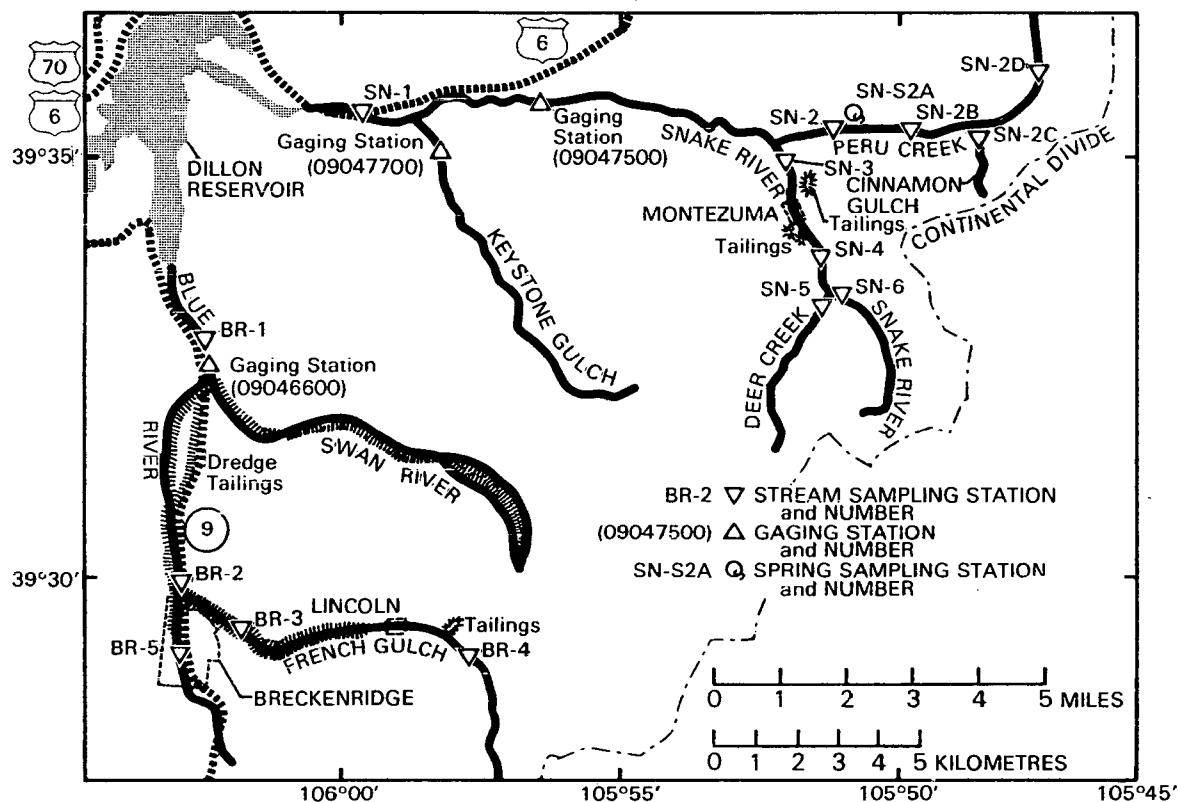 6
70
6
SN-1
Gaging Station
(09047700)
Gaging
Station
(09047500)
SN-2D
SN-S2A
SN-2
SN-2B
PERU CREEK
SN-2C
SNAKE RIVER
SN-3
CINNAMON
GULCH
Tailings
CONTINENTAL DIVIDE
39°35'
DILLON
RESERVOIR
MONTEZUMA
Tailings
SN-4
SN-5
SN-6
KEYSTONE GULCH
DEER CREEK
SNAKE RIVER
BLUE
BR-1
Gaging Station
(09046600)
RIVER
Dredge
Tailings
SWAN RIVER
9
BR-2 STREAM SAMPLING STATION
and NUMBER
(09047500) GAGING STATION
and NUMBER
SN-S2A SPRING SAMPLING STATION
and NUMBER
39°30'
BR-2
BR-3
LINCOLN
Tailings
FRENCH GULCH
BR-4
BR-5
BRECKENRIDGE
0 1 2 3 4 5 MILES
0 1 2 3 4 5 KILOMETRES
106°00' 105°55' 105°50' 105°45'